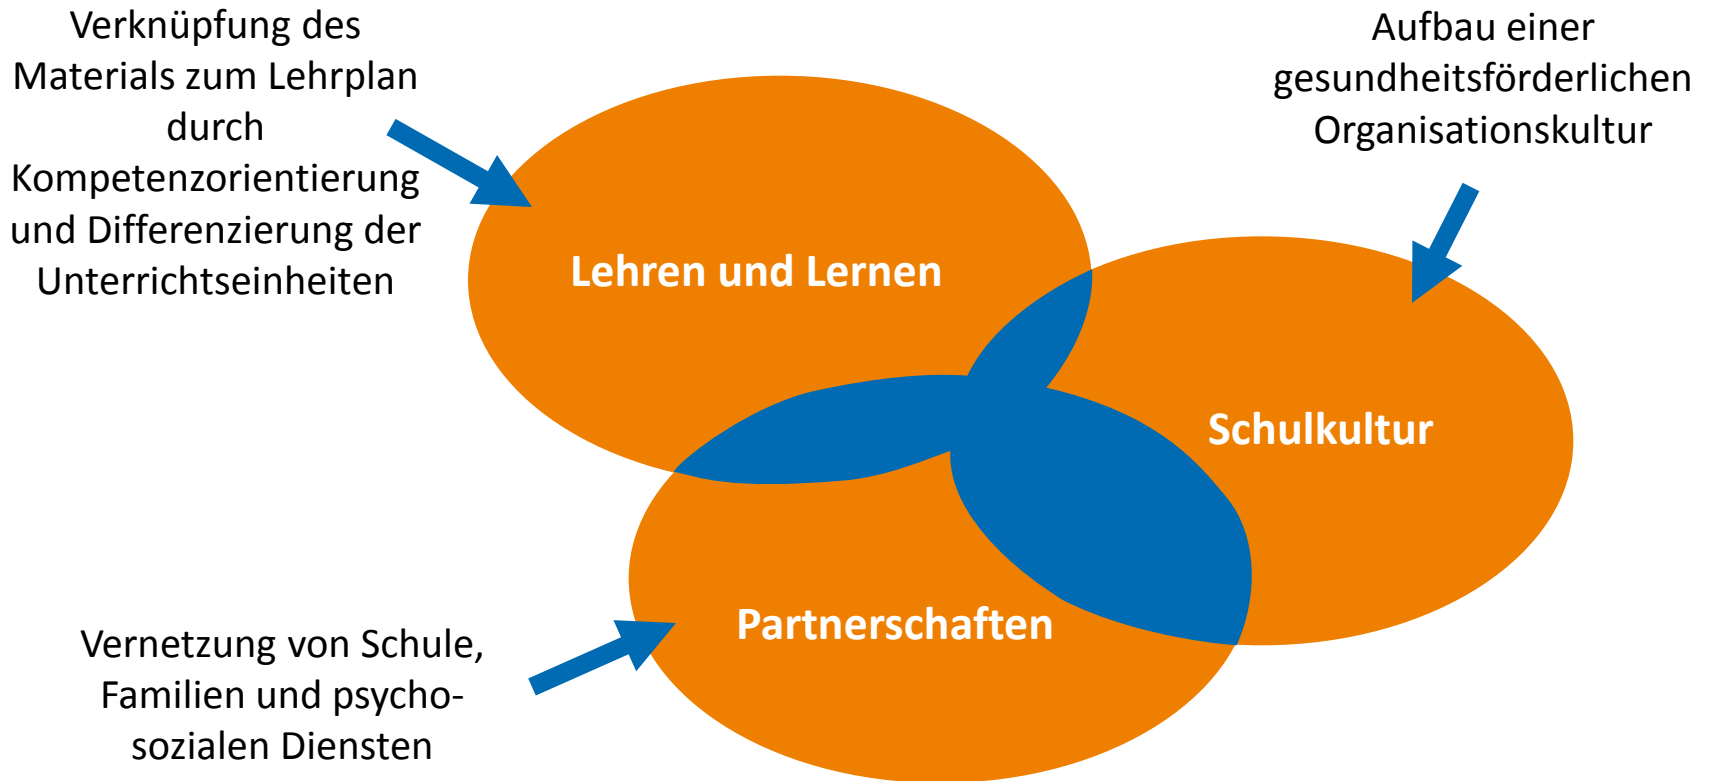 Verknüpfung des
Materials zum Lehrplan
durch
Kompetenzorientierung
und Differenzierung der
Unterrichtseinheiten
Aufbau einer
gesundheitsförderlichen
Organisationskultur
Lehren und Lernen
Schulkultur
Partnerschaften
Vernetzung von Schule,
Familien und psycho-
sozialen Diensten